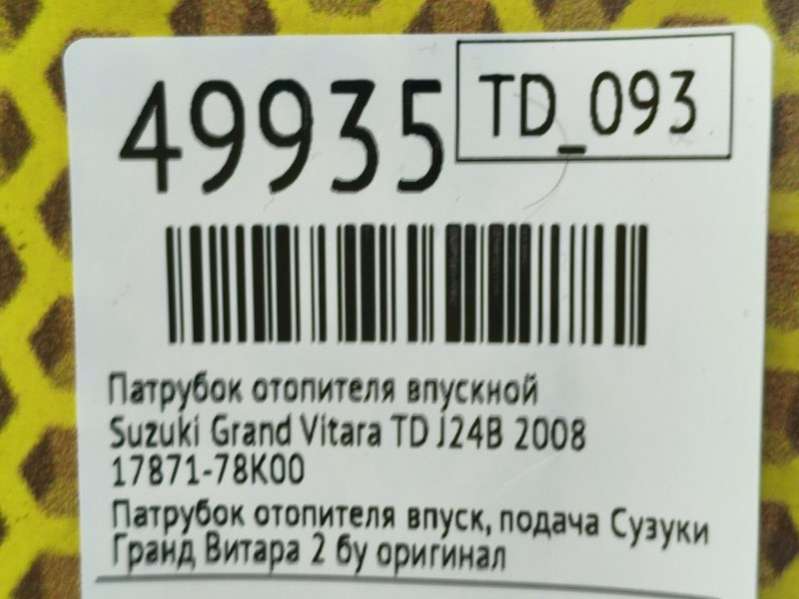 49935
TD_093
Патрубок отопителя впускной
Suzuki Grand Vitara TD J24B 2008
17871-78K00
Патрубок отопителя впуск, подача Сузуки
Гранд Витара 2 бу оригинал